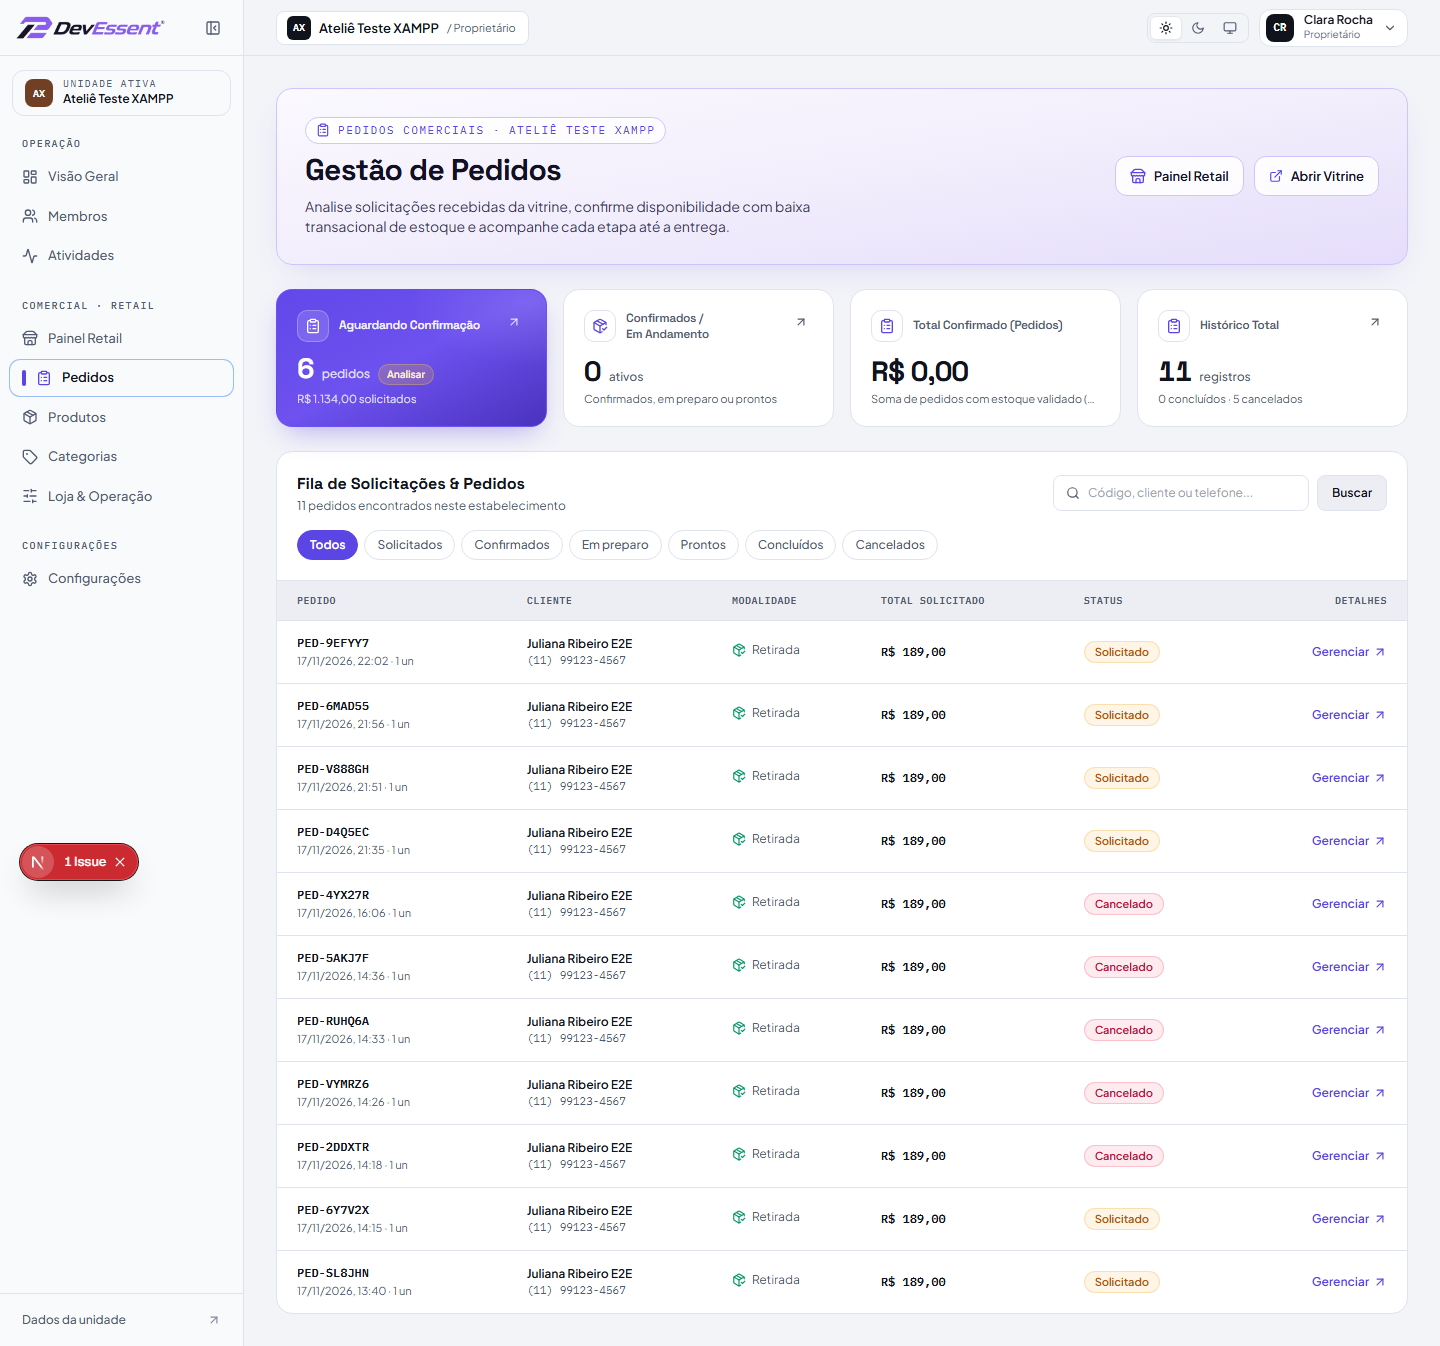 DevEssent
AX
Ateliê Teste XAMPP
/ Proprietário
CR
Clara Rocha
Proprietário
AX
UNIDADE ATIVA
Ateliê Teste XAMPP
OPERAÇÃO
Visão Geral
Membros
Atividades
COMERCIAL · RETAIL
Painel Retail
Pedidos
Produtos
Categorias
Loja & Operação
CONFIGURAÇÕES
Configurações
N 1 Issue
Dados da unidade
PEDIDOS COMERCIAIS · ATELIÊ TESTE XAMPP
Gestão de Pedidos
Analise solicitações recebidas da vitrine, confirme disponibilidade com baixa
transacional de estoque e acompanhe cada etapa até a entrega.
Painel Retail
Abrir Vitrine
Aguardando Confirmação
6 pedidos Analisar
R$ 1.134,00 solicitados
Confirmados /
Em Andamento
0 ativos
Confirmados, em preparo ou prontos
Total Confirmado (Pedidos)
R$ 0,00
Soma de pedidos com estoque validado (...
Histórico Total
11 registros
0 concluídos · 5 cancelados
Fila de Solicitações & Pedidos
11 pedidos encontrados neste estabelecimento
Código, cliente ou telefone...
Buscar
Todos Solicitados Confirmados Em preparo Prontos Concluídos Cancelados
PEDIDO CLIENTE MODALIDADE TOTAL SOLICITADO STATUS DETALHES
PED-9EFYY7 Juliana Ribeiro E2E Retirada R$ 189,00 Solicitado Gerenciar
17/11/2026, 22:02 · 1 un (11) 99123-4567
PED-6MAD55 Juliana Ribeiro E2E Retirada R$ 189,00 Solicitado Gerenciar
17/11/2026, 21:56 · 1 un (11) 99123-4567
PED-V888GH Juliana Ribeiro E2E Retirada R$ 189,00 Solicitado Gerenciar
17/11/2026, 21:51 · 1 un (11) 99123-4567
PED-D4Q5EC Juliana Ribeiro E2E Retirada R$ 189,00 Solicitado Gerenciar
17/11/2026, 21:35 · 1 un (11) 99123-4567
PED-4YX27R Juliana Ribeiro E2E Retirada R$ 189,00 Cancelado Gerenciar
17/11/2026, 16:06 · 1 un (11) 99123-4567
PED-5AKJ7F Juliana Ribeiro E2E Retirada R$ 189,00 Cancelado Gerenciar
17/11/2026, 14:36 · 1 un (11) 99123-4567
PED-RUHQ6A Juliana Ribeiro E2E Retirada R$ 189,00 Cancelado Gerenciar
17/11/2026, 14:33 · 1 un (11) 99123-4567
PED-VYMRZ6 Juliana Ribeiro E2E Retirada R$ 189,00 Cancelado Gerenciar
17/11/2026, 14:26 · 1 un (11) 99123-4567
PED-2DDXTR Juliana Ribeiro E2E Retirada R$ 189,00 Cancelado Gerenciar
17/11/2026, 14:18 · 1 un (11) 99123-4567
PED-6Y7V2X Juliana Ribeiro E2E Retirada R$ 189,00 Solicitado Gerenciar
17/11/2026, 14:15 · 1 un (11) 99123-4567
PED-SL8JHN Juliana Ribeiro E2E Retirada R$ 189,00 Solicitado Gerenciar
17/11/2026, 13:40 · 1 un (11) 99123-4567